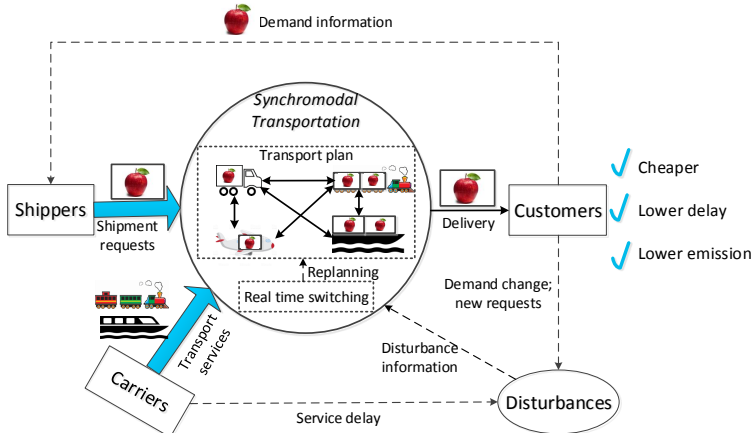 Demand information
Synchromodal
Transportation
Transport plan
Shippers
Shipment
requests
Delivery
Customers
Cheaper
Lower delay
Lower emission
Replanning
Real time switching
Demand change;
new requests
Transport
services
Carriers
Disturbance
information
Disturbances
Service delay